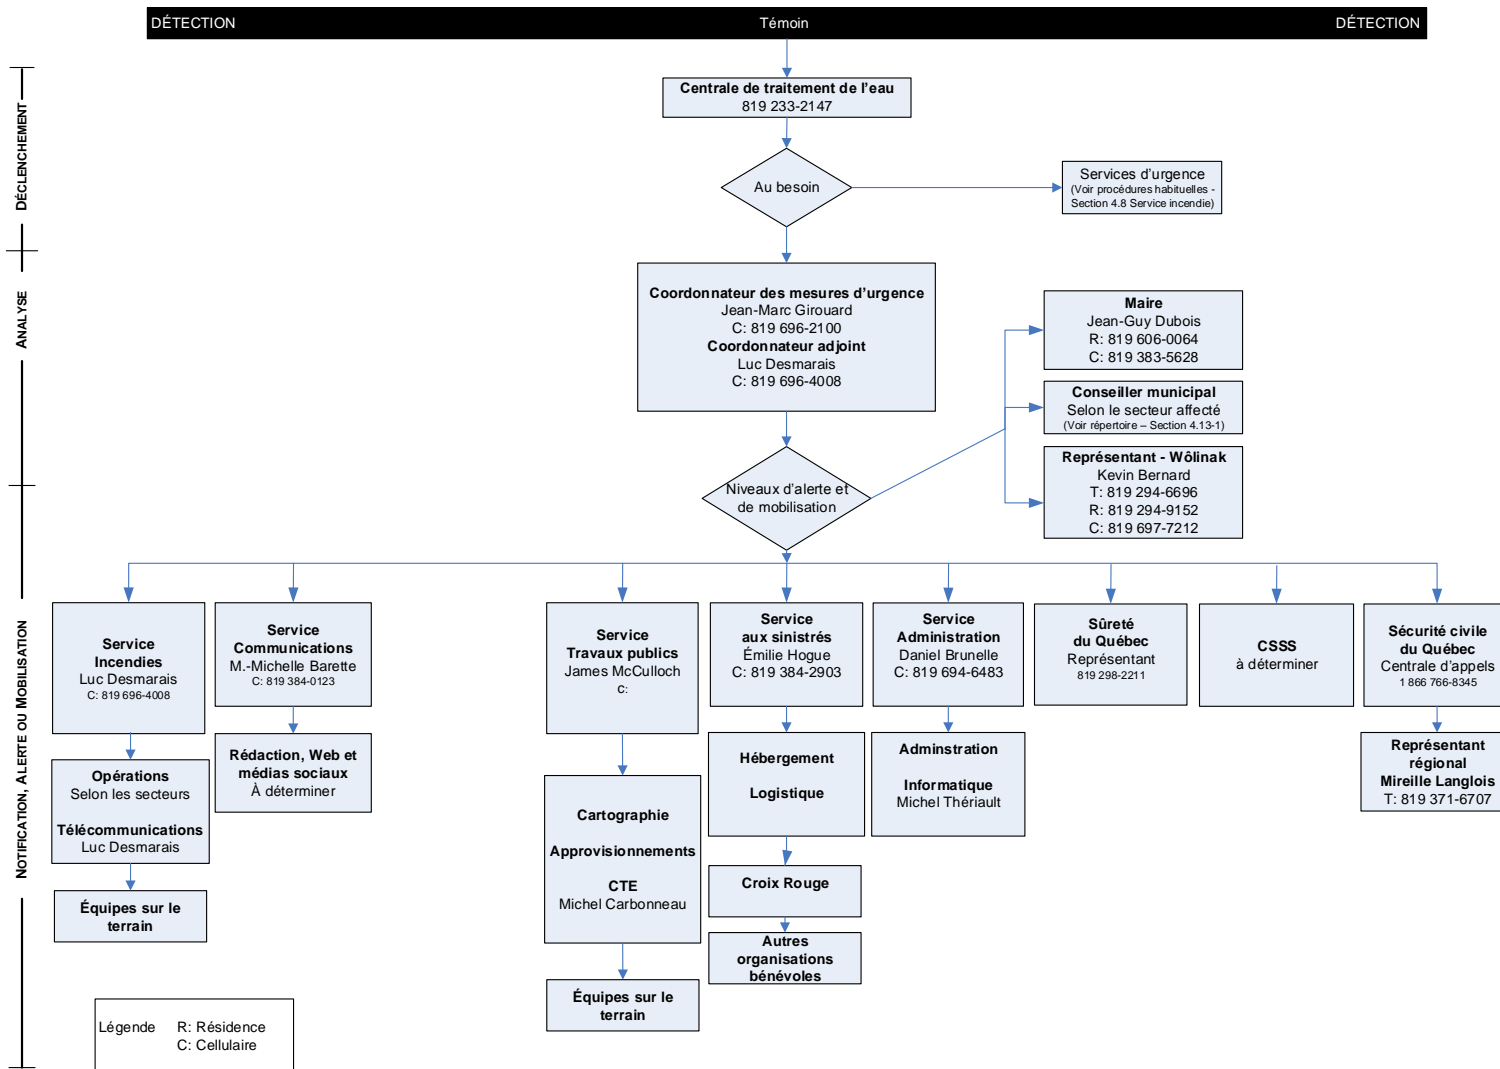 DÉTECTION
Témoin
DÉTECTION
DÉCLENCHEMENT
Centrale de traitement de l'eau
819 233-2147
Au besoin
Services d'urgence
(Voir procédures habituelles -
Section 4.8 Service incendie)
ANALYSE
Coordonnateur des mesures d'urgence
Jean-Marc Girouard
C: 819 696-2100
Coordonnateur adjoint
Luc Desmarais
C: 819 696-4008
Maire
Jean-Guy Dubois
R: 819 606-0064
C: 819 383-5628
Conseiller municipal
Selon le secteur affecté
(Voir répertoire – Section 4.13-1)
Représentant - Wôlinak
Kevin Bernard
T: 819 294-6696
R: 819 294-9152
C: 819 697-7212
Niveaux d'alerte et
de mobilisation
NOTIFICATION, ALERTE OU MOBILISATION
Service
Incendies
Luc Desmarais
C: 819 696-4008
Service
Communications
M.-Michelle Barette
C: 819 384-0123
Service
Travaux publics
James McCulloch
C:
Service
aux sinistrés
Émilie Hogue
C: 819 384-2903
Service
Administration
Daniel Brunelle
C: 819 694-6483
Sûreté
du Québec
Représentant
819 298-2211
CSSS
à déterminer
Sécurité civile
du Québec
Centrale d'appels
1 866 766-8345
Opérations
Selon les secteurs
Télécommunications
Luc Desmarais
Rédaction, Web et
médias sociaux
À déterminer
Cartographie
Approvisionnements
CTE
Michel Carbonneau
Hébergement
Logistique
Adminstration
Informatique
Michel Thériault
Représentant
régional
Mireille Langlois
T: 819 371-6707
Équipes sur le
terrain
Croix Rouge
Autres
organisations
bénévoles
Équipes sur le
terrain
Légende R: Résidence
C: Cellulaire